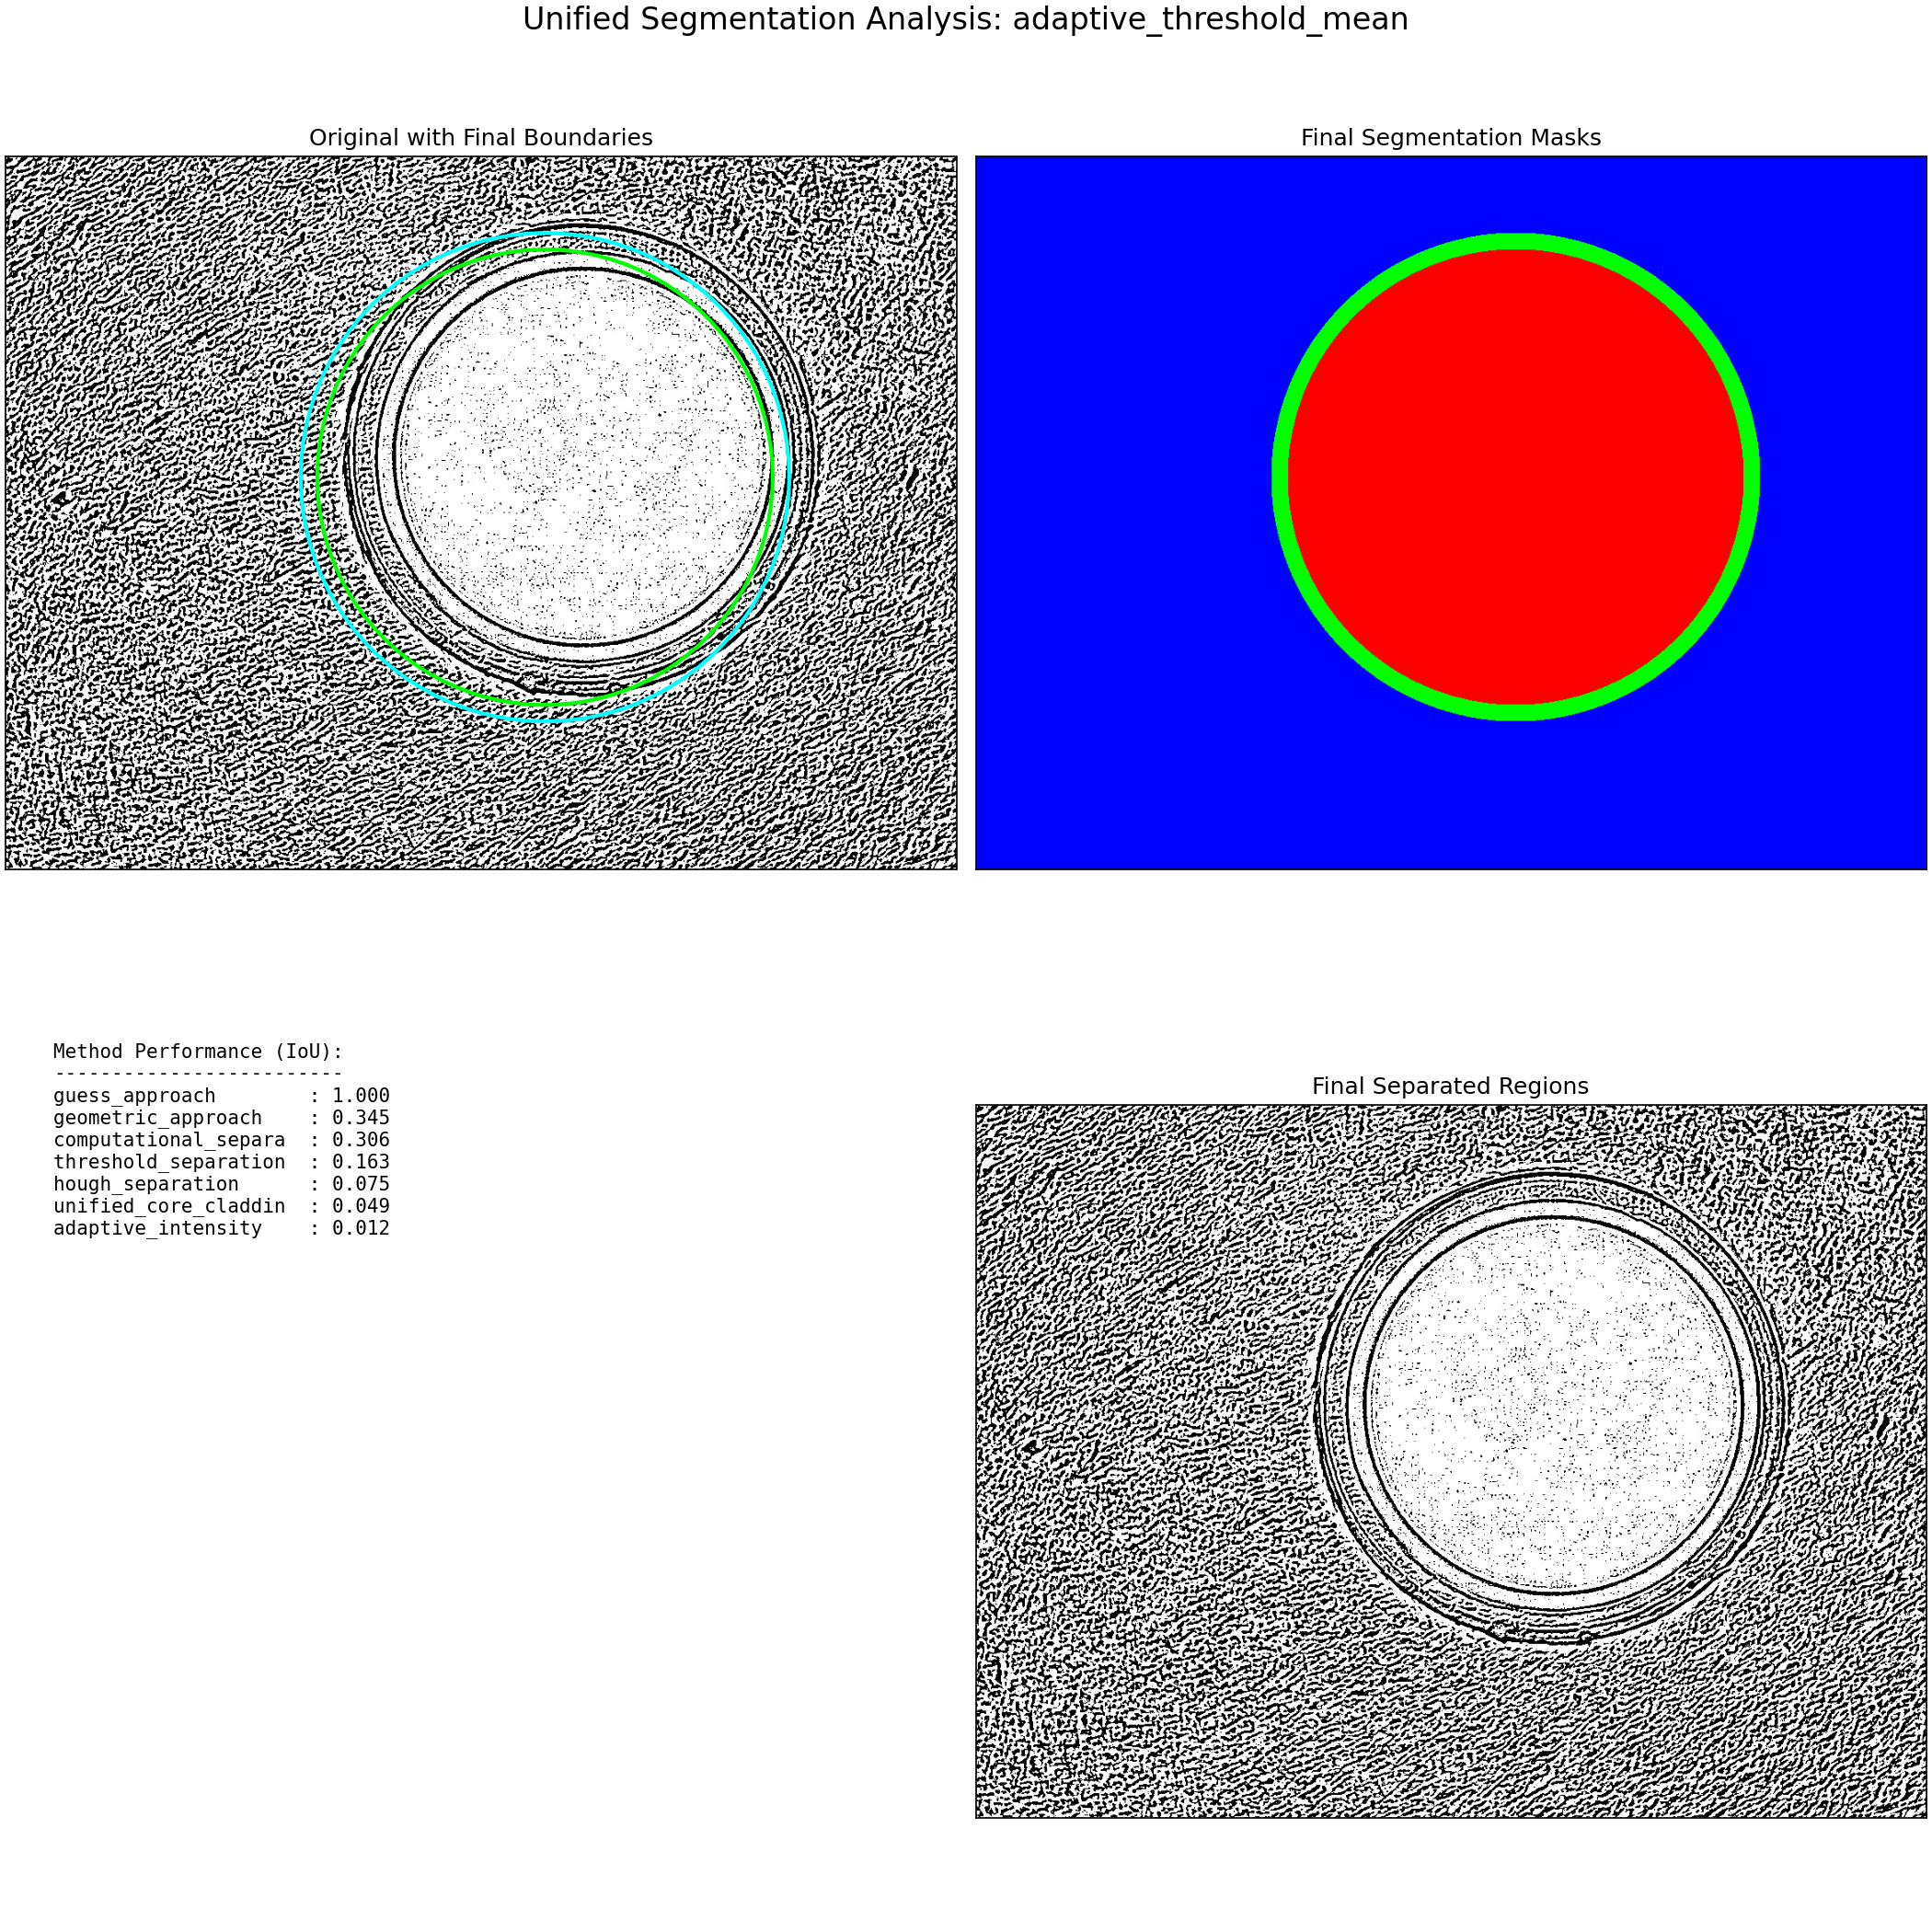 Unified Segmentation Analysis: adaptive_threshold_mean
Original with Final Boundaries
Final Segmentation Masks
Method Performance (IoU):
-------------------------
guess_approach        : 1.000
geometric_approach    : 0.345
computational_separa  : 0.306
threshold_separation  : 0.163
hough_separation      : 0.075
unified_core_claddin  : 0.049
adaptive_intensity    : 0.012
Final Separated Regions